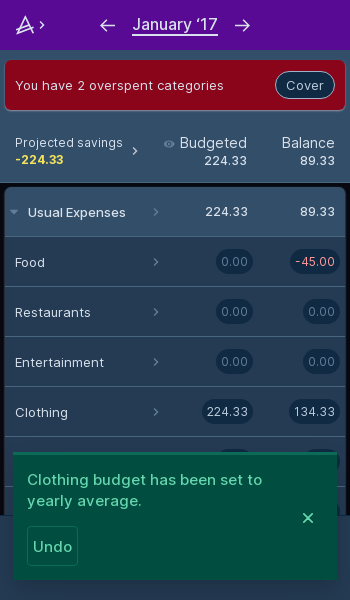 January ‘17
You have 2 overspent categories
Cover
Projected savings
-224.33
Budgeted
224.33
Balance
89.33
Usual Expenses 224.33 89.33
Food 0.00 -45.00
Restaurants 0.00 0.00
Entertainment 0.00 0.00
Clothing 224.33 134.33
Clothing budget has been set to
yearly average.
Undo